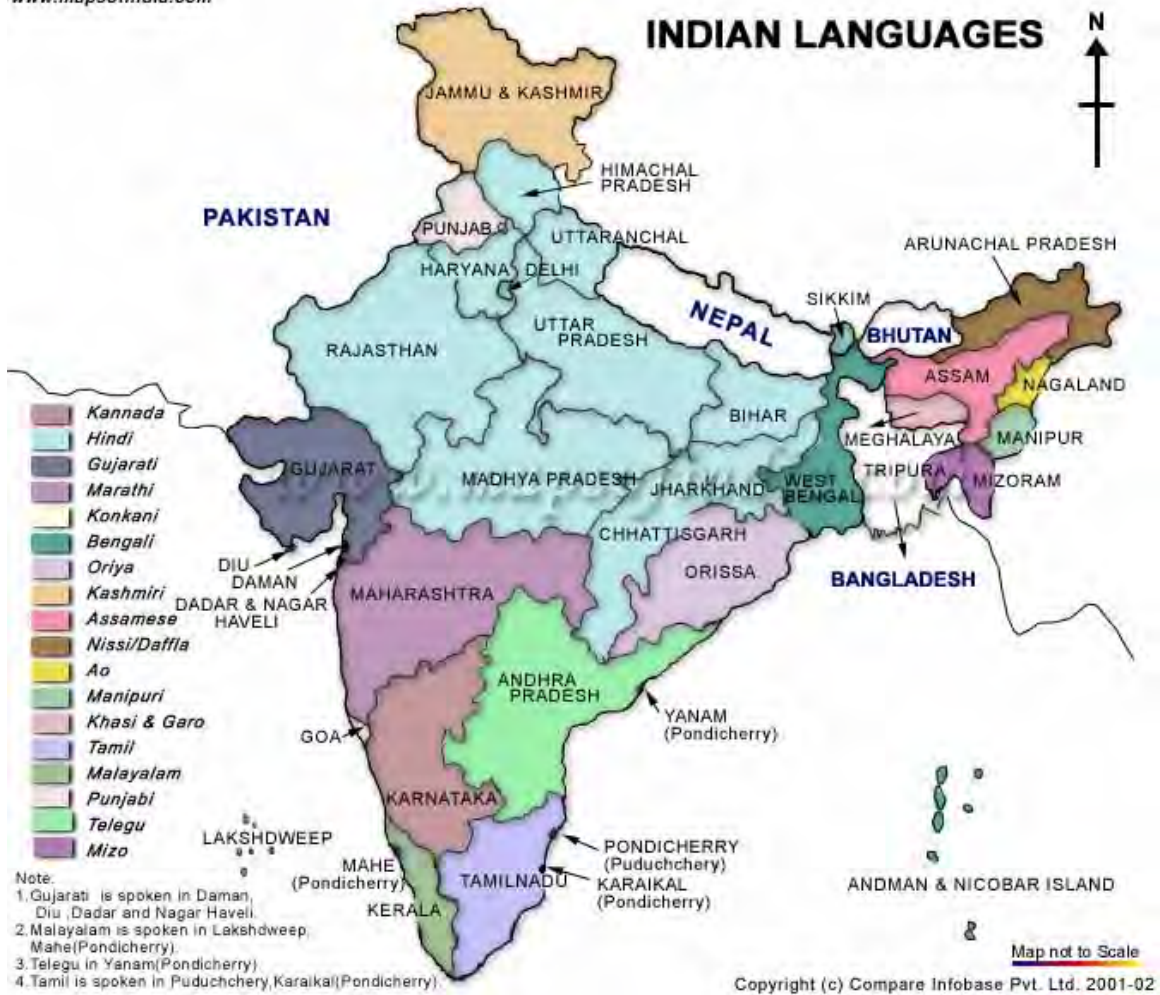 www.mapsofindia.com
INDIAN LANGUAGES
N
JAMMU & KASHMIR
HIMACHAL
PRADESH
PAKISTAN
PUNJAB
UTTARANCHAL
ARUNACHAL PRADESH
HARYANA
DELHI
SIKKIM
NEPAL
BHUTAN
UTTAR
PRADESH
RAJASTHAN
ASSAM
NAGALAND
BIHAR
MEGHALAYA
MANIPUR
GUJARAT
MADHYA PRADESH
JHARKHAND
WEST
BENGAL
TRIPURA
MIZORAM
CHHATTISGARH
ORISSA
BANGLADESH
DIU
DAMAN
DADAR & NAGAR
HAVELI
MAHARASHTRA
ANDHRA
PRADESH
YANAM
(Pondicherry)
GOA
KARNATAKA
LAKSHDWEEP
MAHE
(Pondicherry)
KERALA
TAMILNADU
PONDICHERRY
(Puduchchery)
KARAIKAL
(Pondicherry)
ANDMAN & NICOBAR ISLAND
Kannada
Hindi
Gujarati
Marathi
Konkani
Bengali
Oriya
Kashmiri
Assamese
Nissi/Daffla
Ao
Manipuri
Khasi & Garo
Tamil
Malayalam
Punjabi
Telegu
Mizo
Note:
1.Gujarati is spoken in Daman,
Diu ,Dadar and Nagar Haveli.
2.Malayalam is spoken in Lakshdweep,
Mahe(Pondicherry).
3.Telegu in Yanam(Pondicherry)
4.Tamil is spoken in Puduchchery,Karaikal(Pondicherry)
Map not to Scale
Copyright (c) Compare Infobase Pvt. Ltd. 2001-02